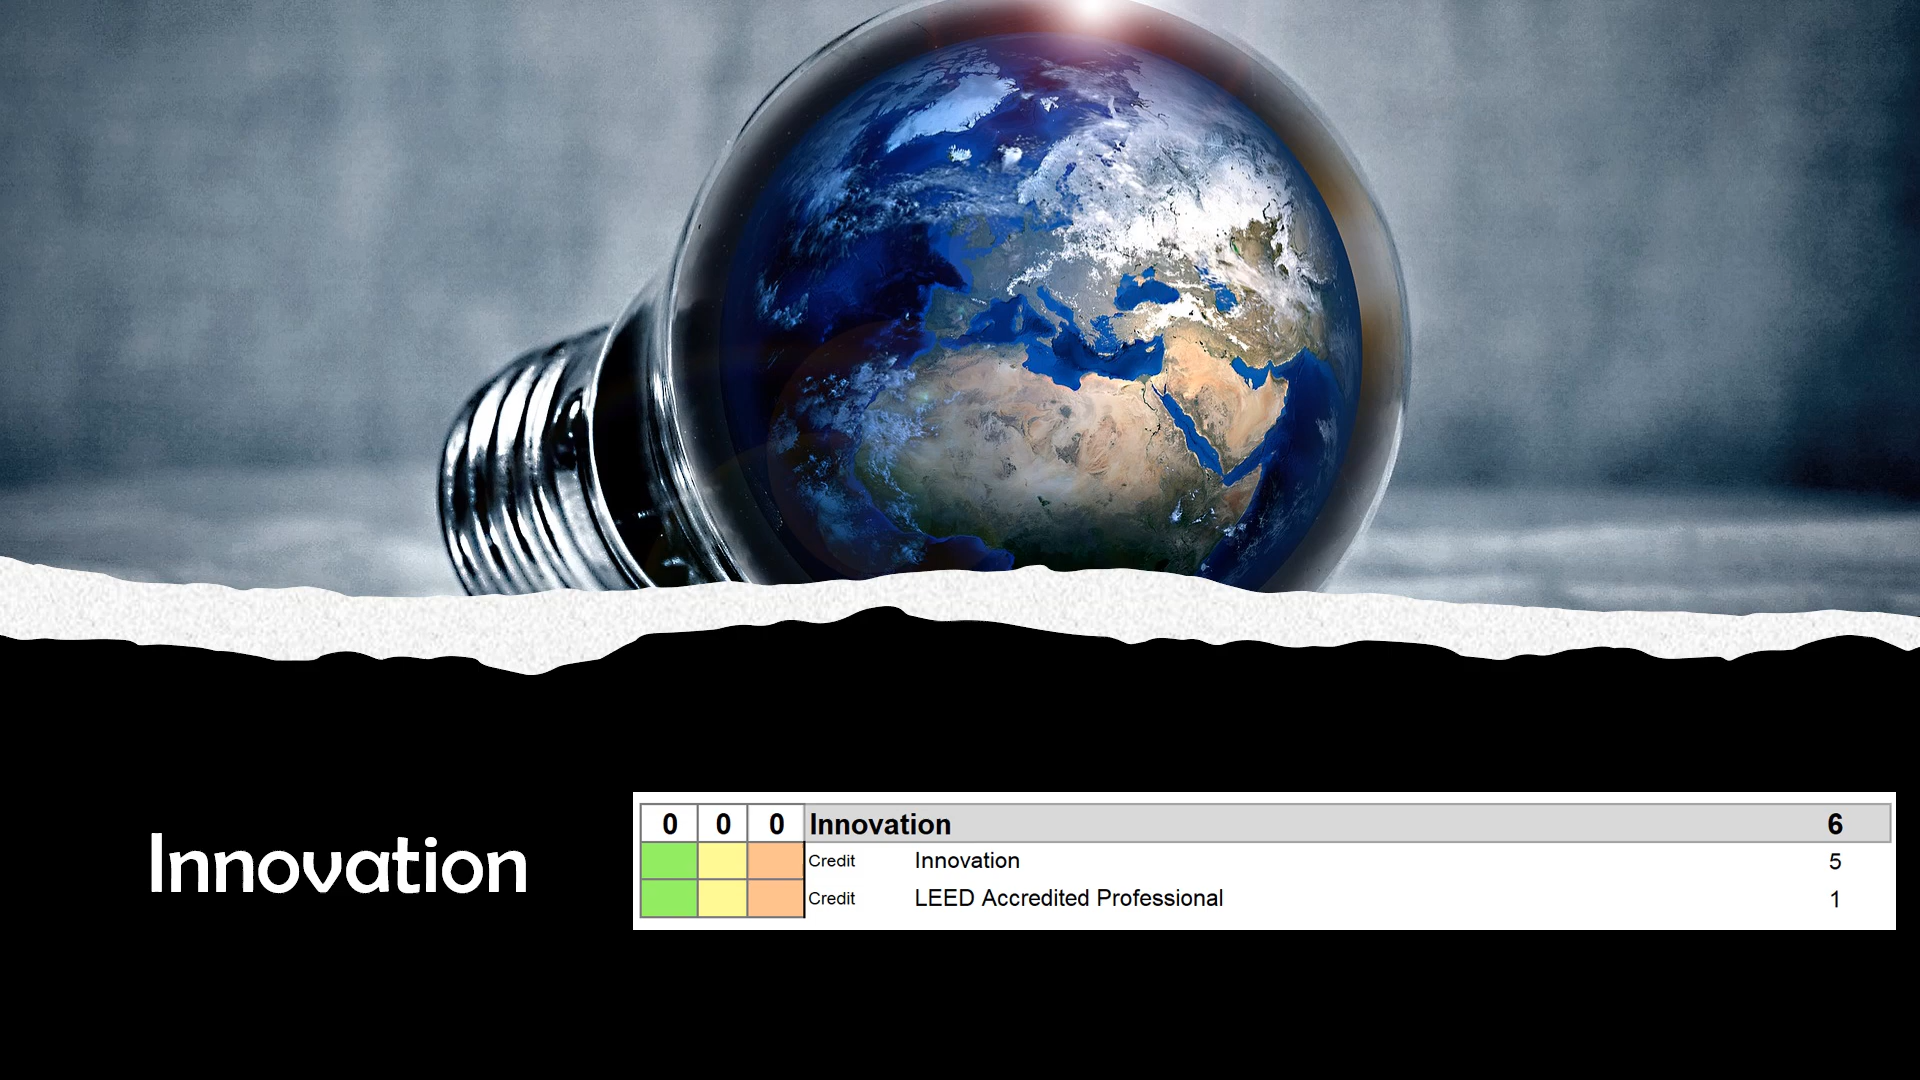 Innovation
0 0 0 Innovation 6
Credit Innovation 5
Credit LEED Accredited Professional 1